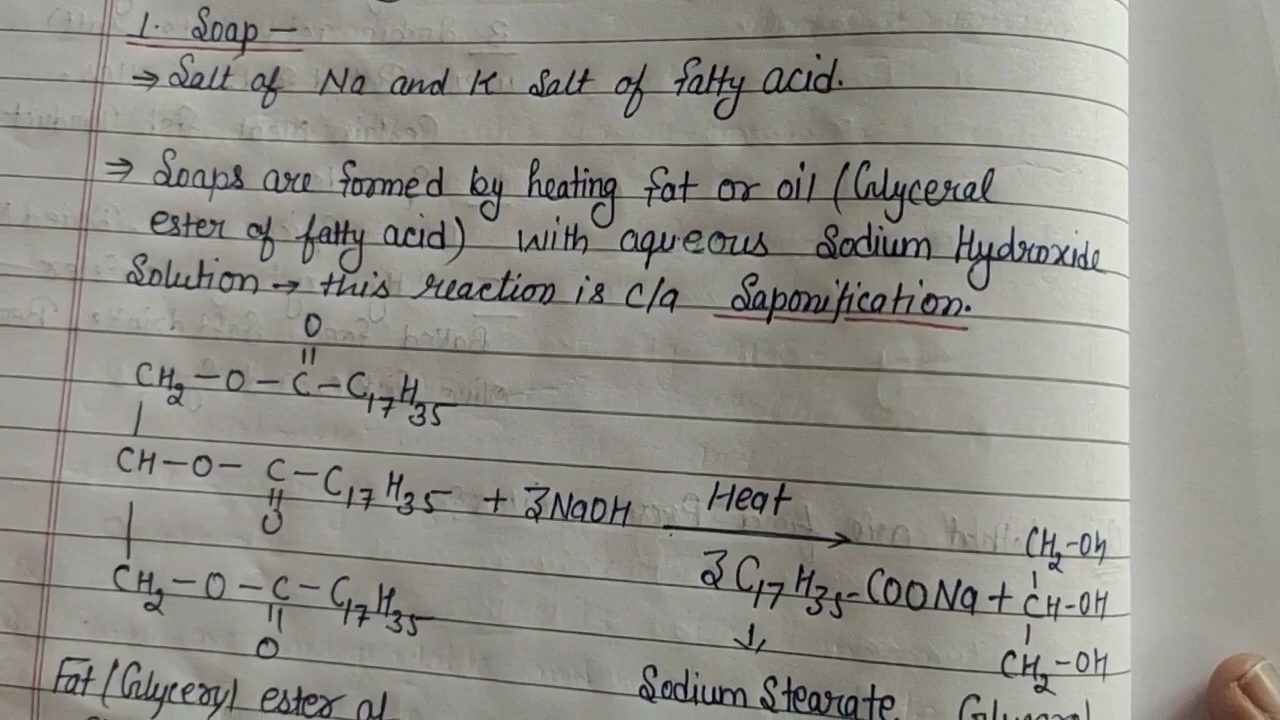 1. Soap –
⇒ Salt of Na and K Salt of fatty acid.
⇒ Soaps are formed by heating fat or oil (Glyceral
ester of fatty acid) with aqueous Sodium Hydroxide
Solution → this reaction is c/a Saponification.
O
||
CH₂ – O – C – C₁₇H₃₅
|
CH – O – C – C₁₇H₃₅ + 3NaOH Heat →
||
O
|
CH₂ – O – C – C₁₇H₃₅
||
O
3C₁₇H₃₅-COONa +
CH₂-OH
|
CH-OH
|
CH₂-OH
↓
Fat (Glyceryl ester of
Sodium Stearate